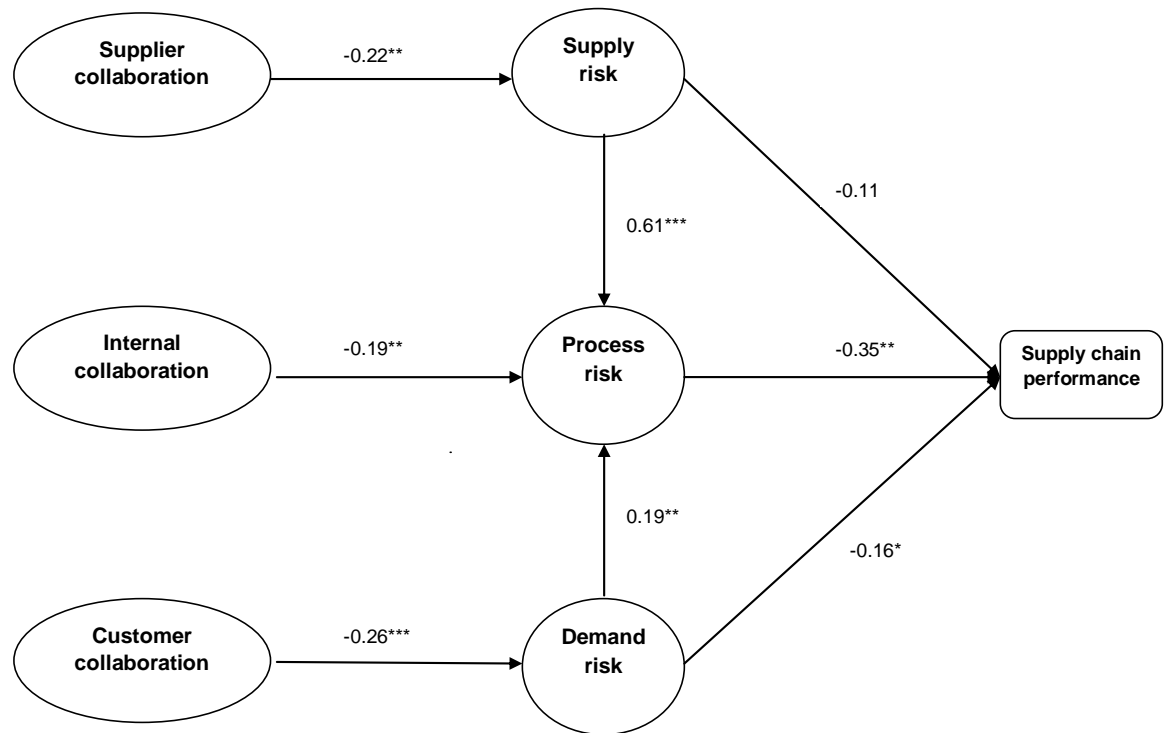 Supplier
collaboration
-0.22**
Supply
risk
-0.11
0.61***
Internal
collaboration
-0.19**
Process
risk
-0.35**
Supply chain
performance
0.19**
-0.16*
Customer
collaboration
-0.26***
Demand
risk